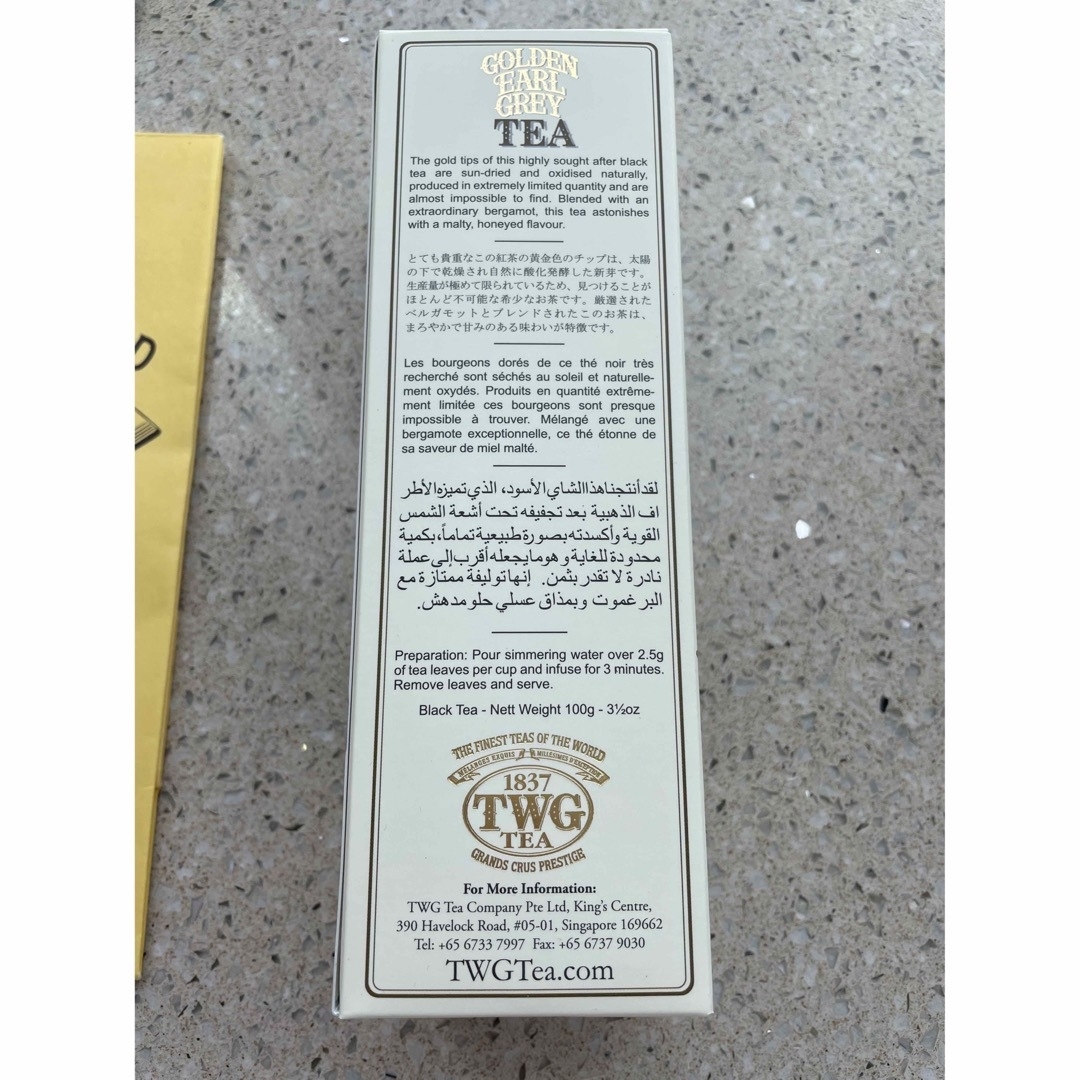 GOLDEN
EARL
GREY
TEA
The gold tips of this highly sought after black
tea are sun-dried and oxidised naturally,
produced in extremely limited quantity and are
almost impossible to find. Blended with an
extraordinary bergamot, this tea astonishes
with a malty, honeyed flavour.
とても貴重なこの紅茶の黄金色のチップは、太陽
の下で乾燥され自然に酸化発酵した新芽です。
生産量が極めて限られているため、見つけることが
ほとんど不可能な希少なお茶です。厳選された
ベルガモットとブレンドされたこのお茶は、
まろやかで甘みのある味わいが特徴です。
Les bourgeons dorés de ce thé noir très
recherché sont séchés au soleil et naturelle-
ment oxydés. Produits en quantité extrême-
ment limitée ces bourgeons sont presque
impossible à trouver. Mélangé avec une
bergamote exceptionnelle, ce thé étonne de
sa saveur de miel malté.
لقد أنتجنا هذا الشاي الأسود، الذي تميزه الأطر
اف الذهبية بعد تجفيفه تحت أشعة الشمس
القوية وأكسدته بصورة طبيعية تماماً، بكمية
محدودة للغاية و هو ما يجعله أقرب إلى عملة
نادرة لا تقدر بثمن. إنها توليفة ممتازة مع
البرغموت وبمذاق عسلي حلو مدهش.
Preparation: Pour simmering water over 2.5g
of tea leaves per cup and infuse for 3 minutes.
Remove leaves and serve.
Black Tea - Nett Weight 100g - 3½oz
THE FINEST TEAS OF THE WORLD
MÉLANGES EXQUIS MILLÉSIMES D'EXCEPTION
1837
TWG
TEA
GRANDS CRUS PRESTIGE
For More Information:
TWG Tea Company Pte Ltd, King's Centre,
390 Havelock Road, #05-01, Singapore 169662
Tel: +65 6733 7997 Fax: +65 6737 9030
TWGTea.com